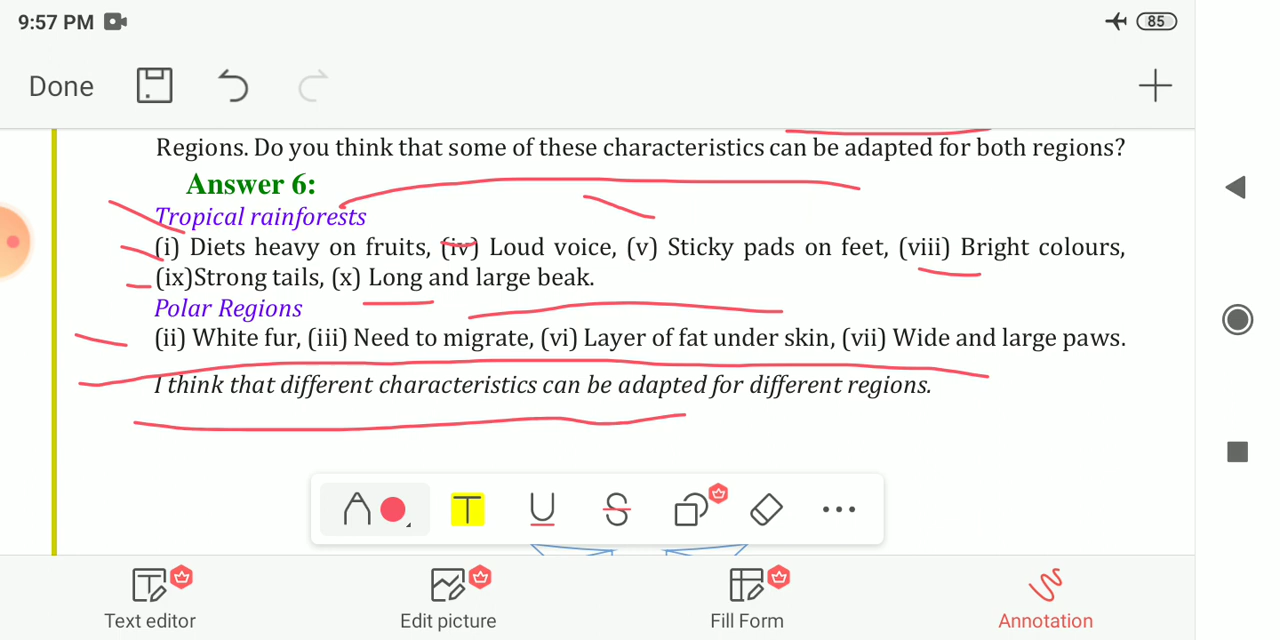 9:57 PM
85
Done
Regions. Do you think that some of these characteristics can be adapted for both regions?
Answer 6:
Tropical rainforests
(i) Diets heavy on fruits, (iv) Loud voice, (v) Sticky pads on feet, (viii) Bright colours,
(ix)Strong tails, (x) Long and large beak.
Polar Regions
(ii) White fur, (iii) Need to migrate, (vi) Layer of fat under skin, (vii) Wide and large paws.
I think that different characteristics can be adapted for different regions.
T U S
Text editor Edit picture Fill Form Annotation